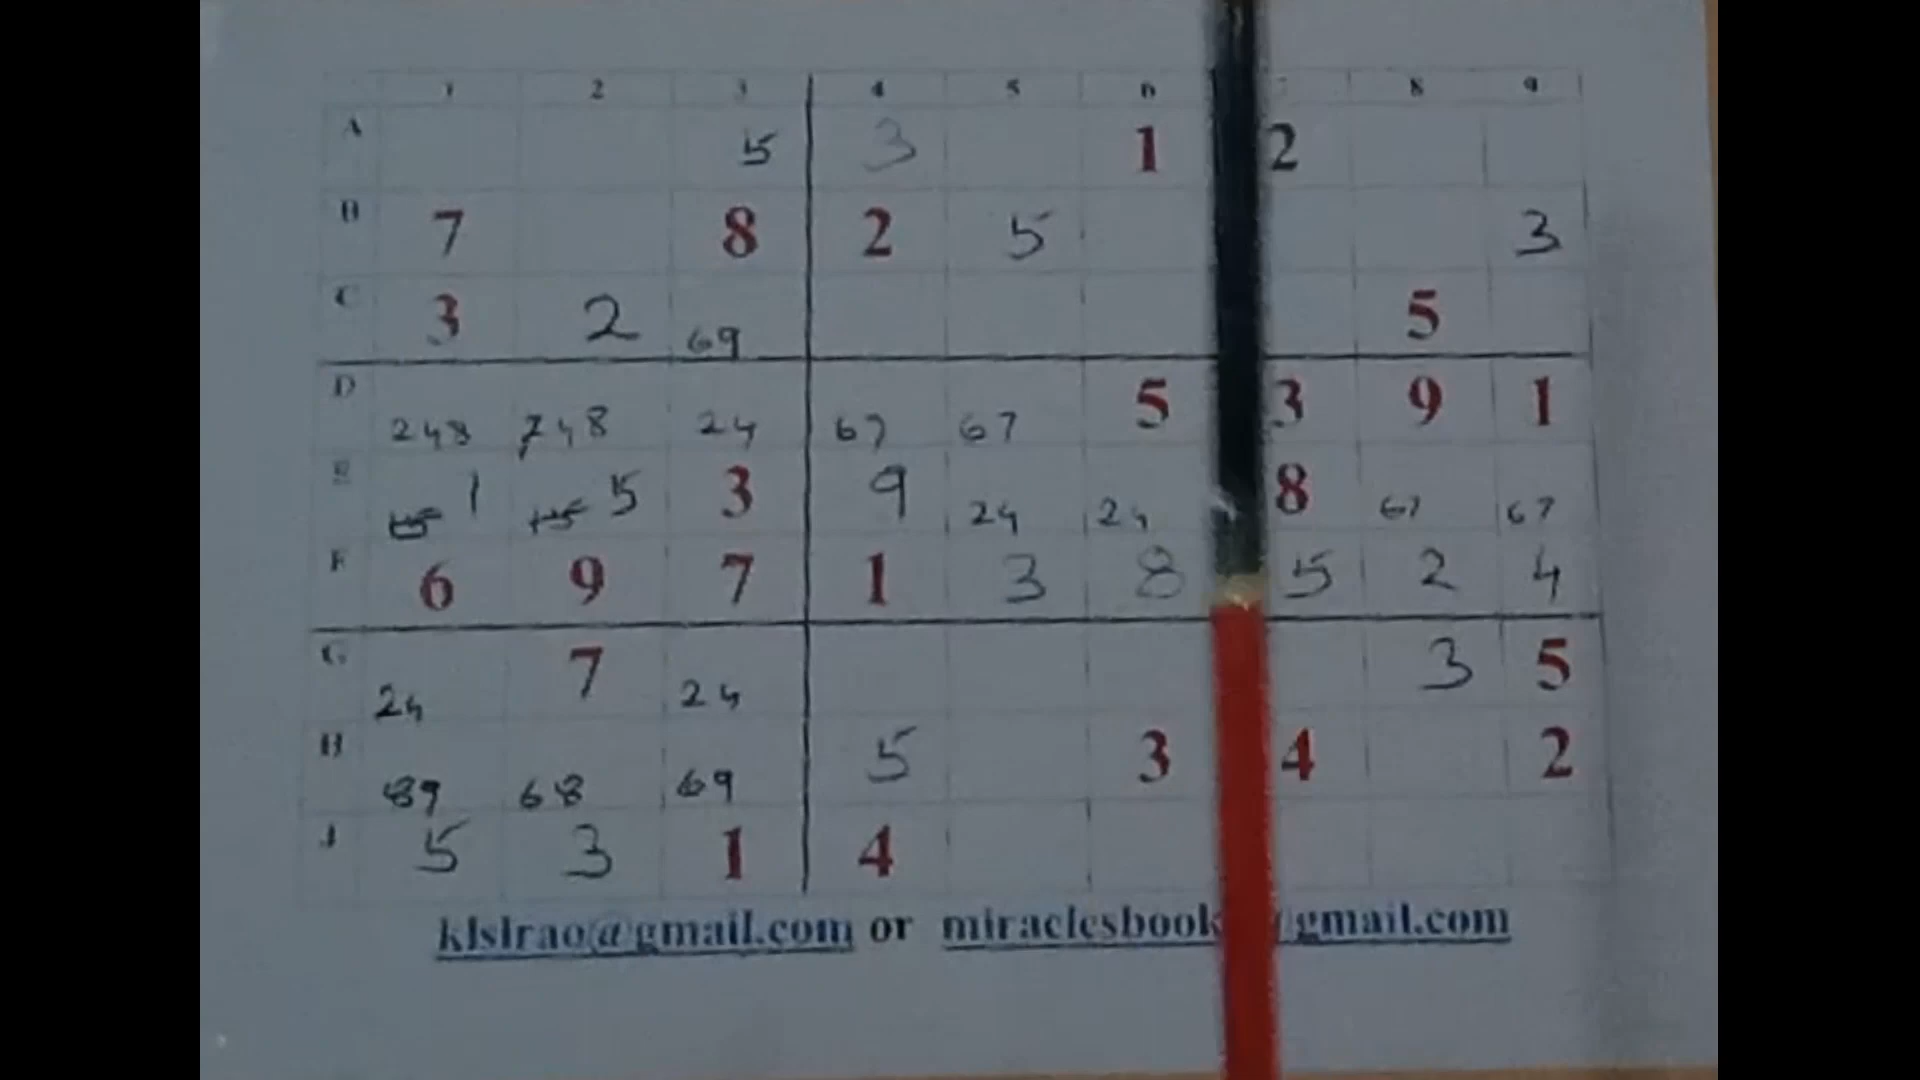 1 2 3 4 5 6 8 9
A 5 3 1 2
B 7 8 2 5 3
C 3 2 69 5
D 248 748 24 67 67 5 3 9 1
E 15 1 15 5 3 9 24 24 8 67 67
F 6 9 7 1 3 8 5 2 4
G 24 7 24 3 5
H 89 68 69 5 3 4 2
J 5 3 1 4
klslrao@gmail.com or miraclesbook gmail.com